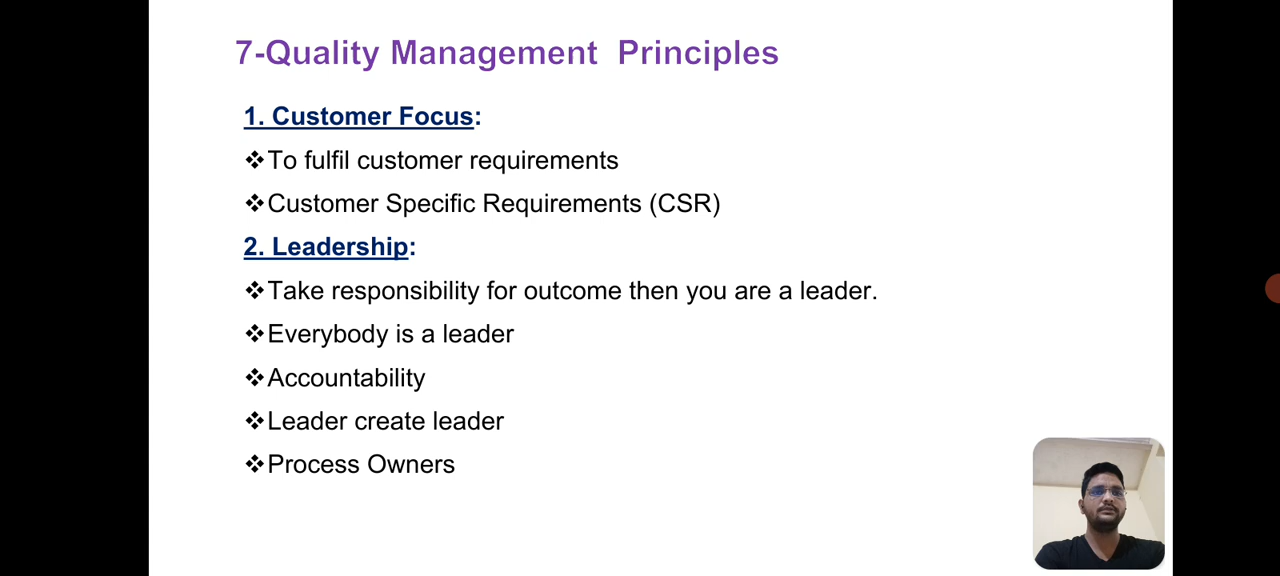 7-Quality Management  Principles
1. Customer Focus:
❖To fulfil customer requirements
❖Customer Specific Requirements (CSR)
2. Leadership:
❖Take responsibility for outcome then you are a leader.
❖Everybody is a leader
❖Accountability
❖Leader create leader
❖Process Owners